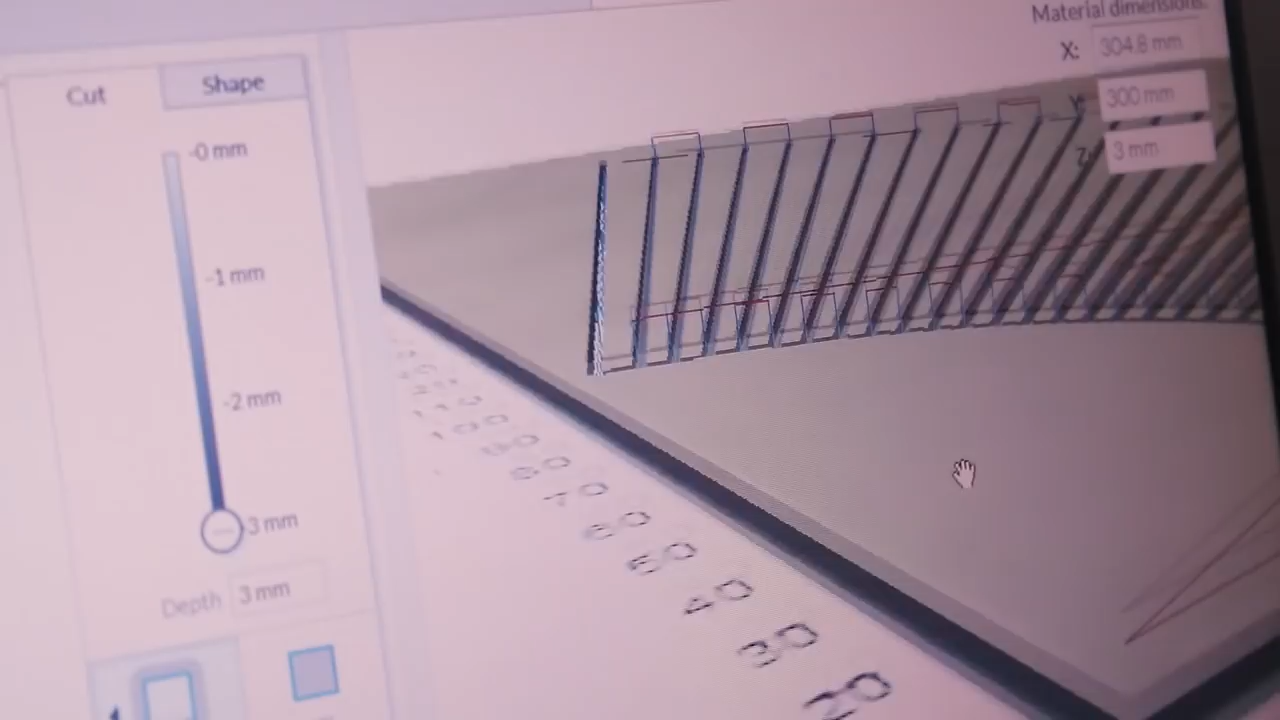 Material dimensions
X: 304.8 mm
Y: 300 mm
Z: 3 mm
Cut
Shape
-0 mm
-1 mm
-2 mm
3 mm
Depth 3 mm
110
100
90
80
70
60
50
40
30
20